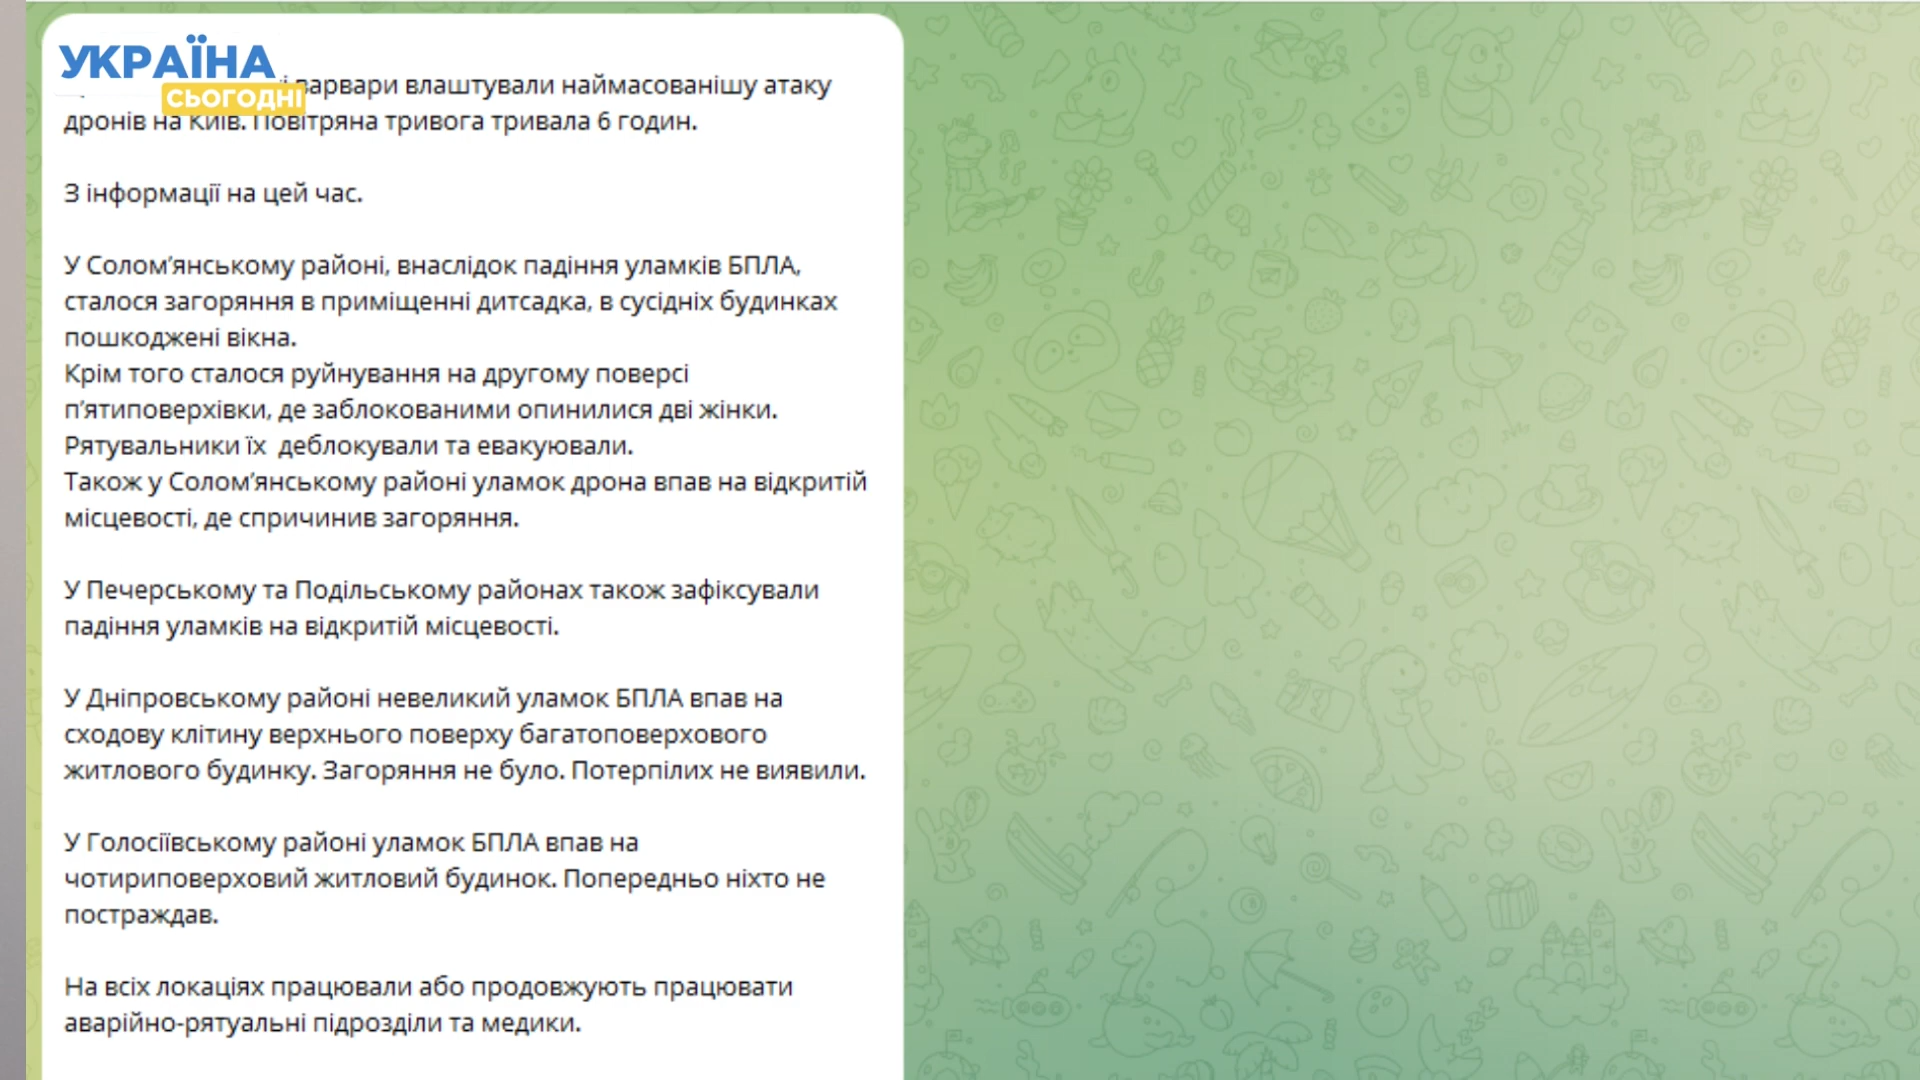 УКРАЇНА
СЬОГОДНІ
варвари влаштували наймасованішу атаку
дронів на Київ. Повітряна тривога тривала 6 годин.
З інформації на цей час.
У Солом’янському районі, внаслідок падіння уламків БПЛА,
сталося загоряння в приміщенні дитсадка, в сусідніх будинках
пошкоджені вікна.
Крім того сталося руйнування на другому поверсі
п’ятиповерхівки, де заблокованими опинилися дві жінки.
Рятувальники їх  деблокували та евакуювали.
Також у Солом’янському районі уламок дрона впав на відкритій
місцевості, де спричинив загоряння.
У Печерському та Подільському районах також зафіксували
падіння уламків на відкритій місцевості.
У Дніпровському районі невеликий уламок БПЛА впав на
сходову клітину верхнього поверху багатоповерхового
житлового будинку. Загоряння не було. Потерпілих не виявили.
У Голосіївському районі уламок БПЛА впав на
чотириповерховий житловий будинок. Попередньо ніхто не
постраждав.
На всіх локаціях працювали або продовжують працювати
аварійно-рятуальні підрозділи та медики.